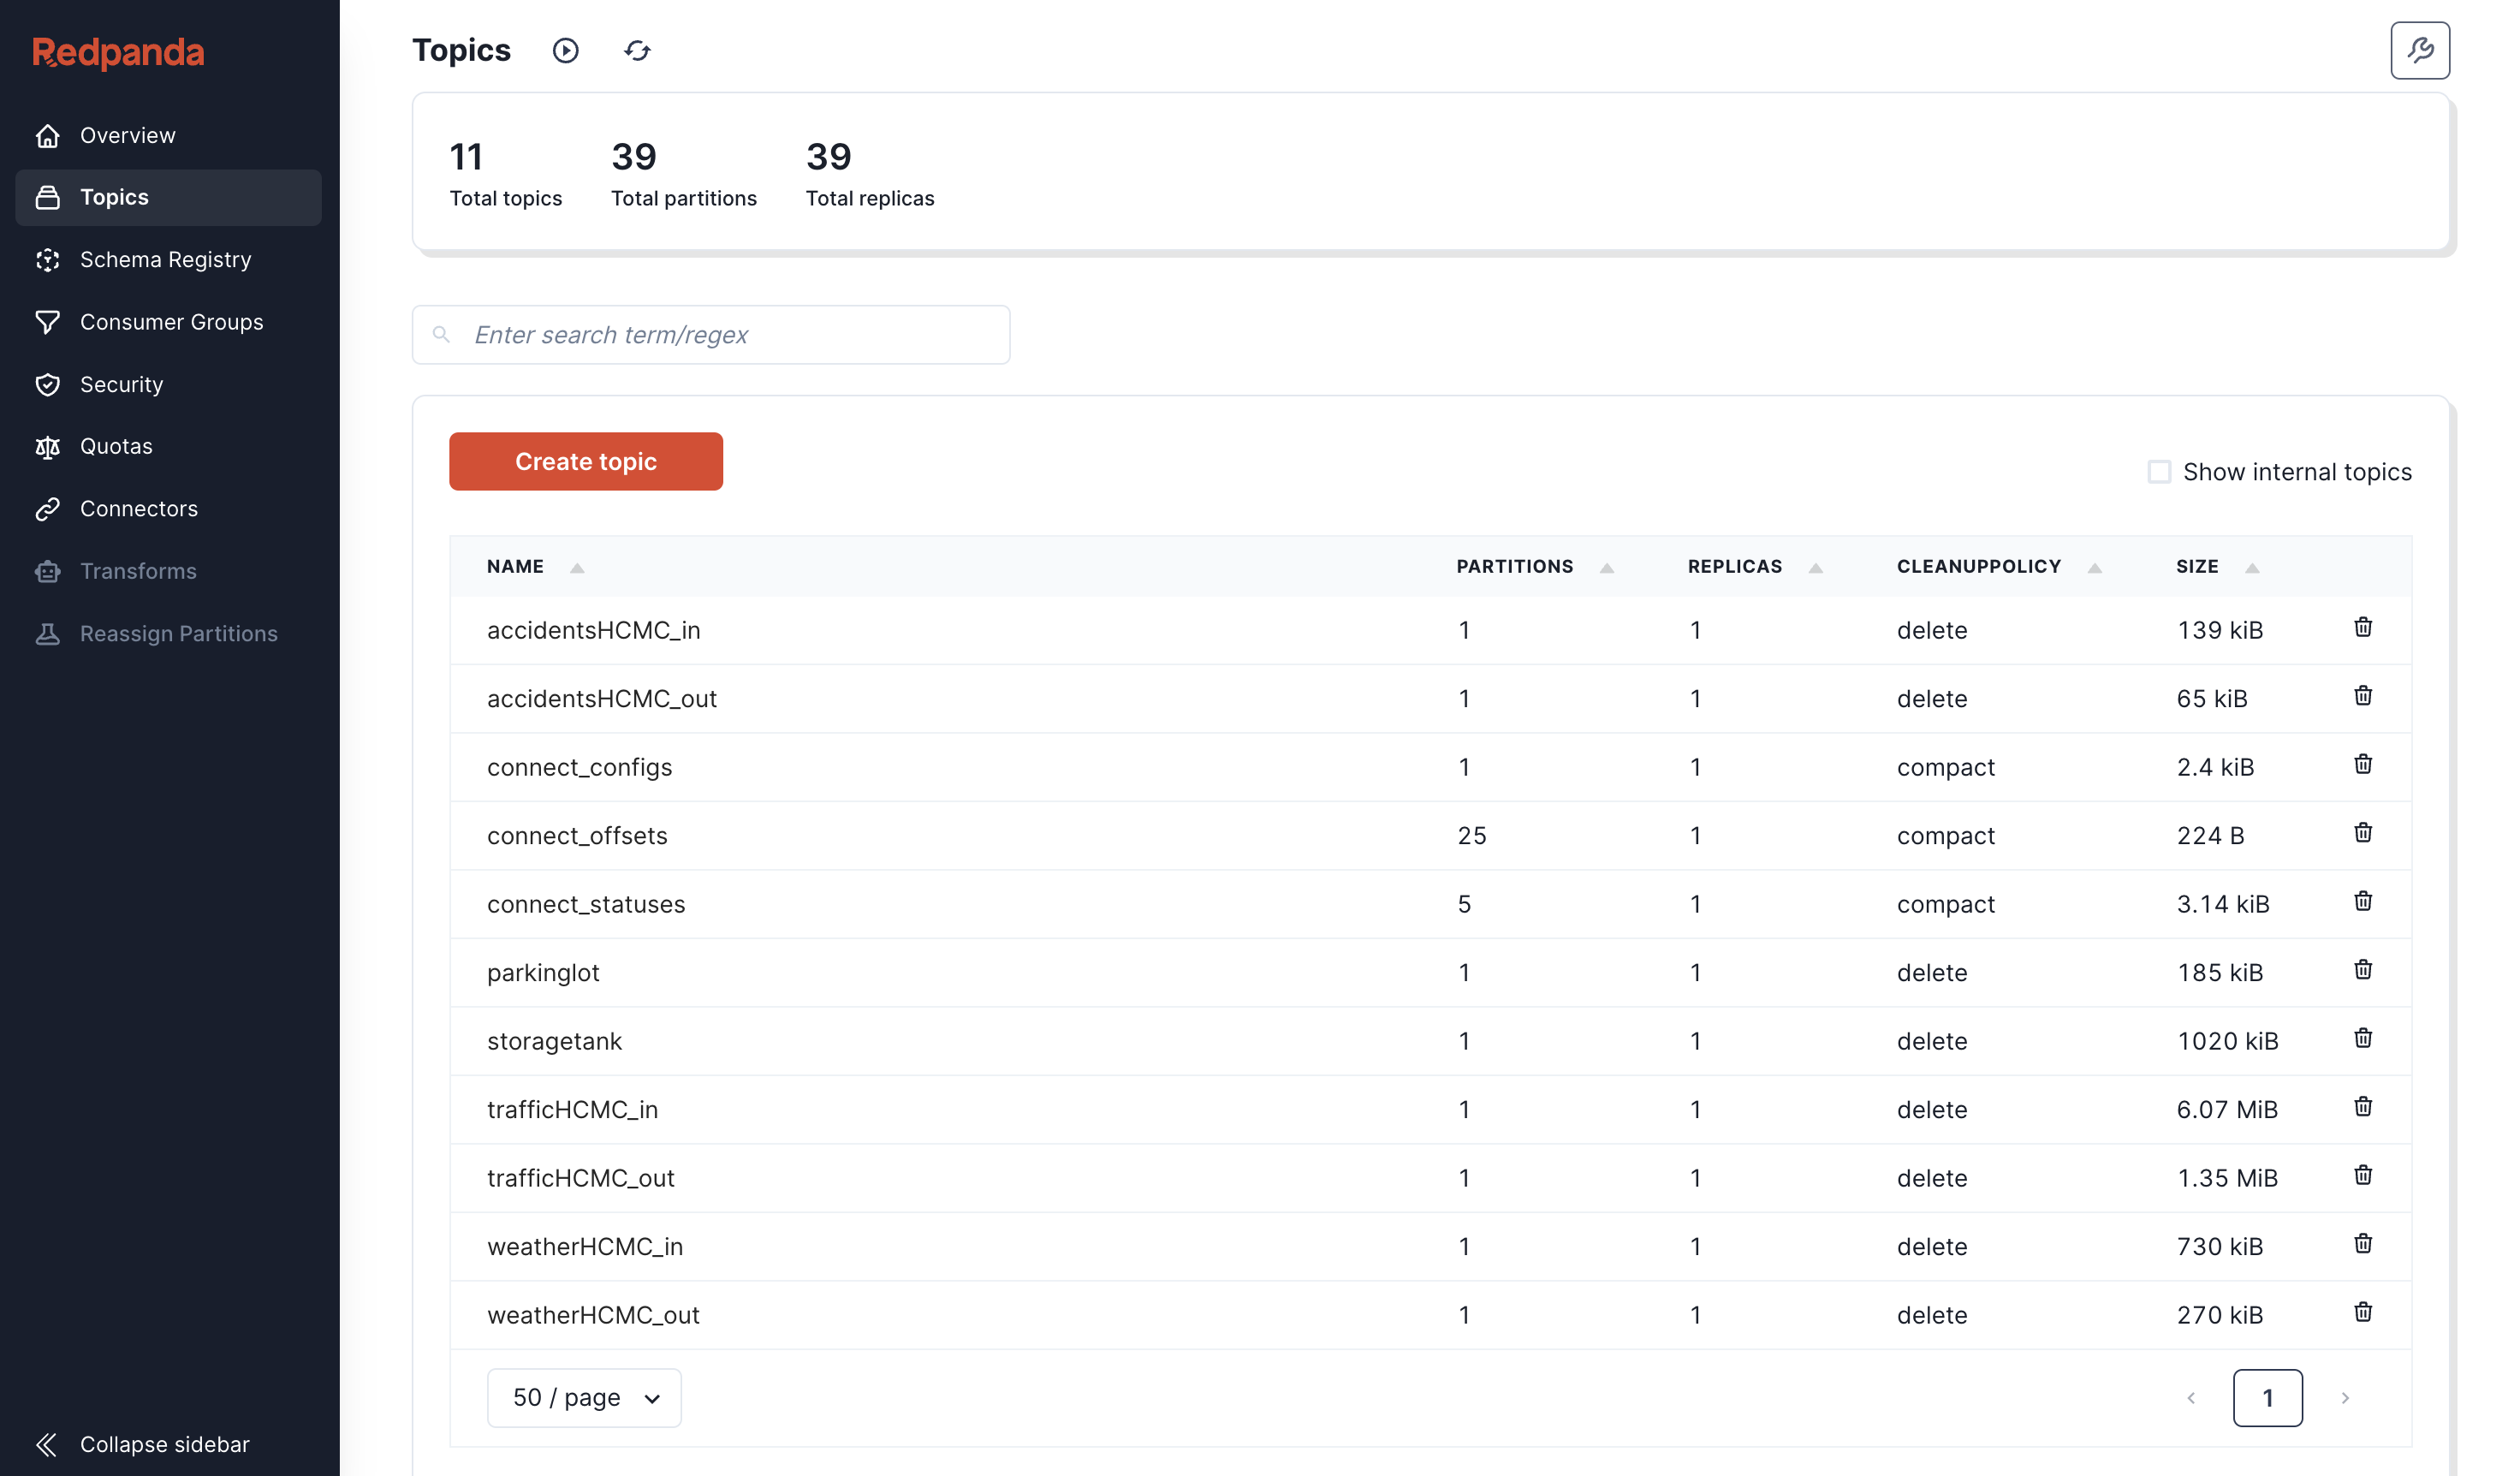 Redpanda
Overview
Topics
Schema Registry
Consumer Groups
Security
Quotas
Connectors
Transforms
Reassign Partitions
Collapse sidebar
Topics
11 39 39
Total topics Total partitions Total replicas
Enter search term/regex
Create topic
Show internal topics
NAME PARTITIONS REPLICAS CLEANUPPOLICY SIZE
accidentsHCMC_in 1 1 delete 139 kiB
accidentsHCMC_out 1 1 delete 65 kiB
connect_configs 1 1 compact 2.4 kiB
connect_offsets 25 1 compact 224 B
connect_statuses 5 1 compact 3.14 kiB
parkinglot 1 1 delete 185 kiB
storagetank 1 1 delete 1020 kiB
trafficHCMC_in 1 1 delete 6.07 MiB
trafficHCMC_out 1 1 delete 1.35 MiB
weatherHCMC_in 1 1 delete 730 kiB
weatherHCMC_out 1 1 delete 270 kiB
50 / page
1